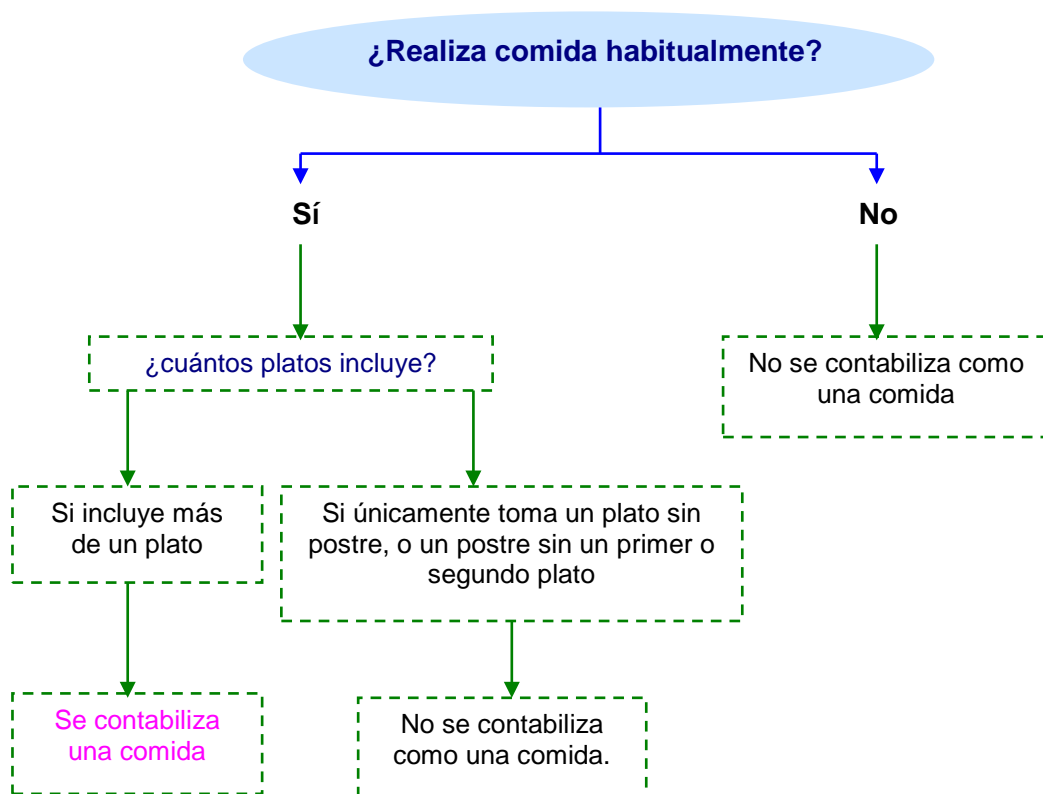 ¿Realiza comida habitualmente?
Sí
No
¿cuántos platos incluye?
No se contabiliza como
una comida
Si incluye más
de un plato
Si únicamente toma un plato sin
postre, o un postre sin un primer o
segundo plato
Se contabiliza
una comida
No se contabiliza
como una comida.